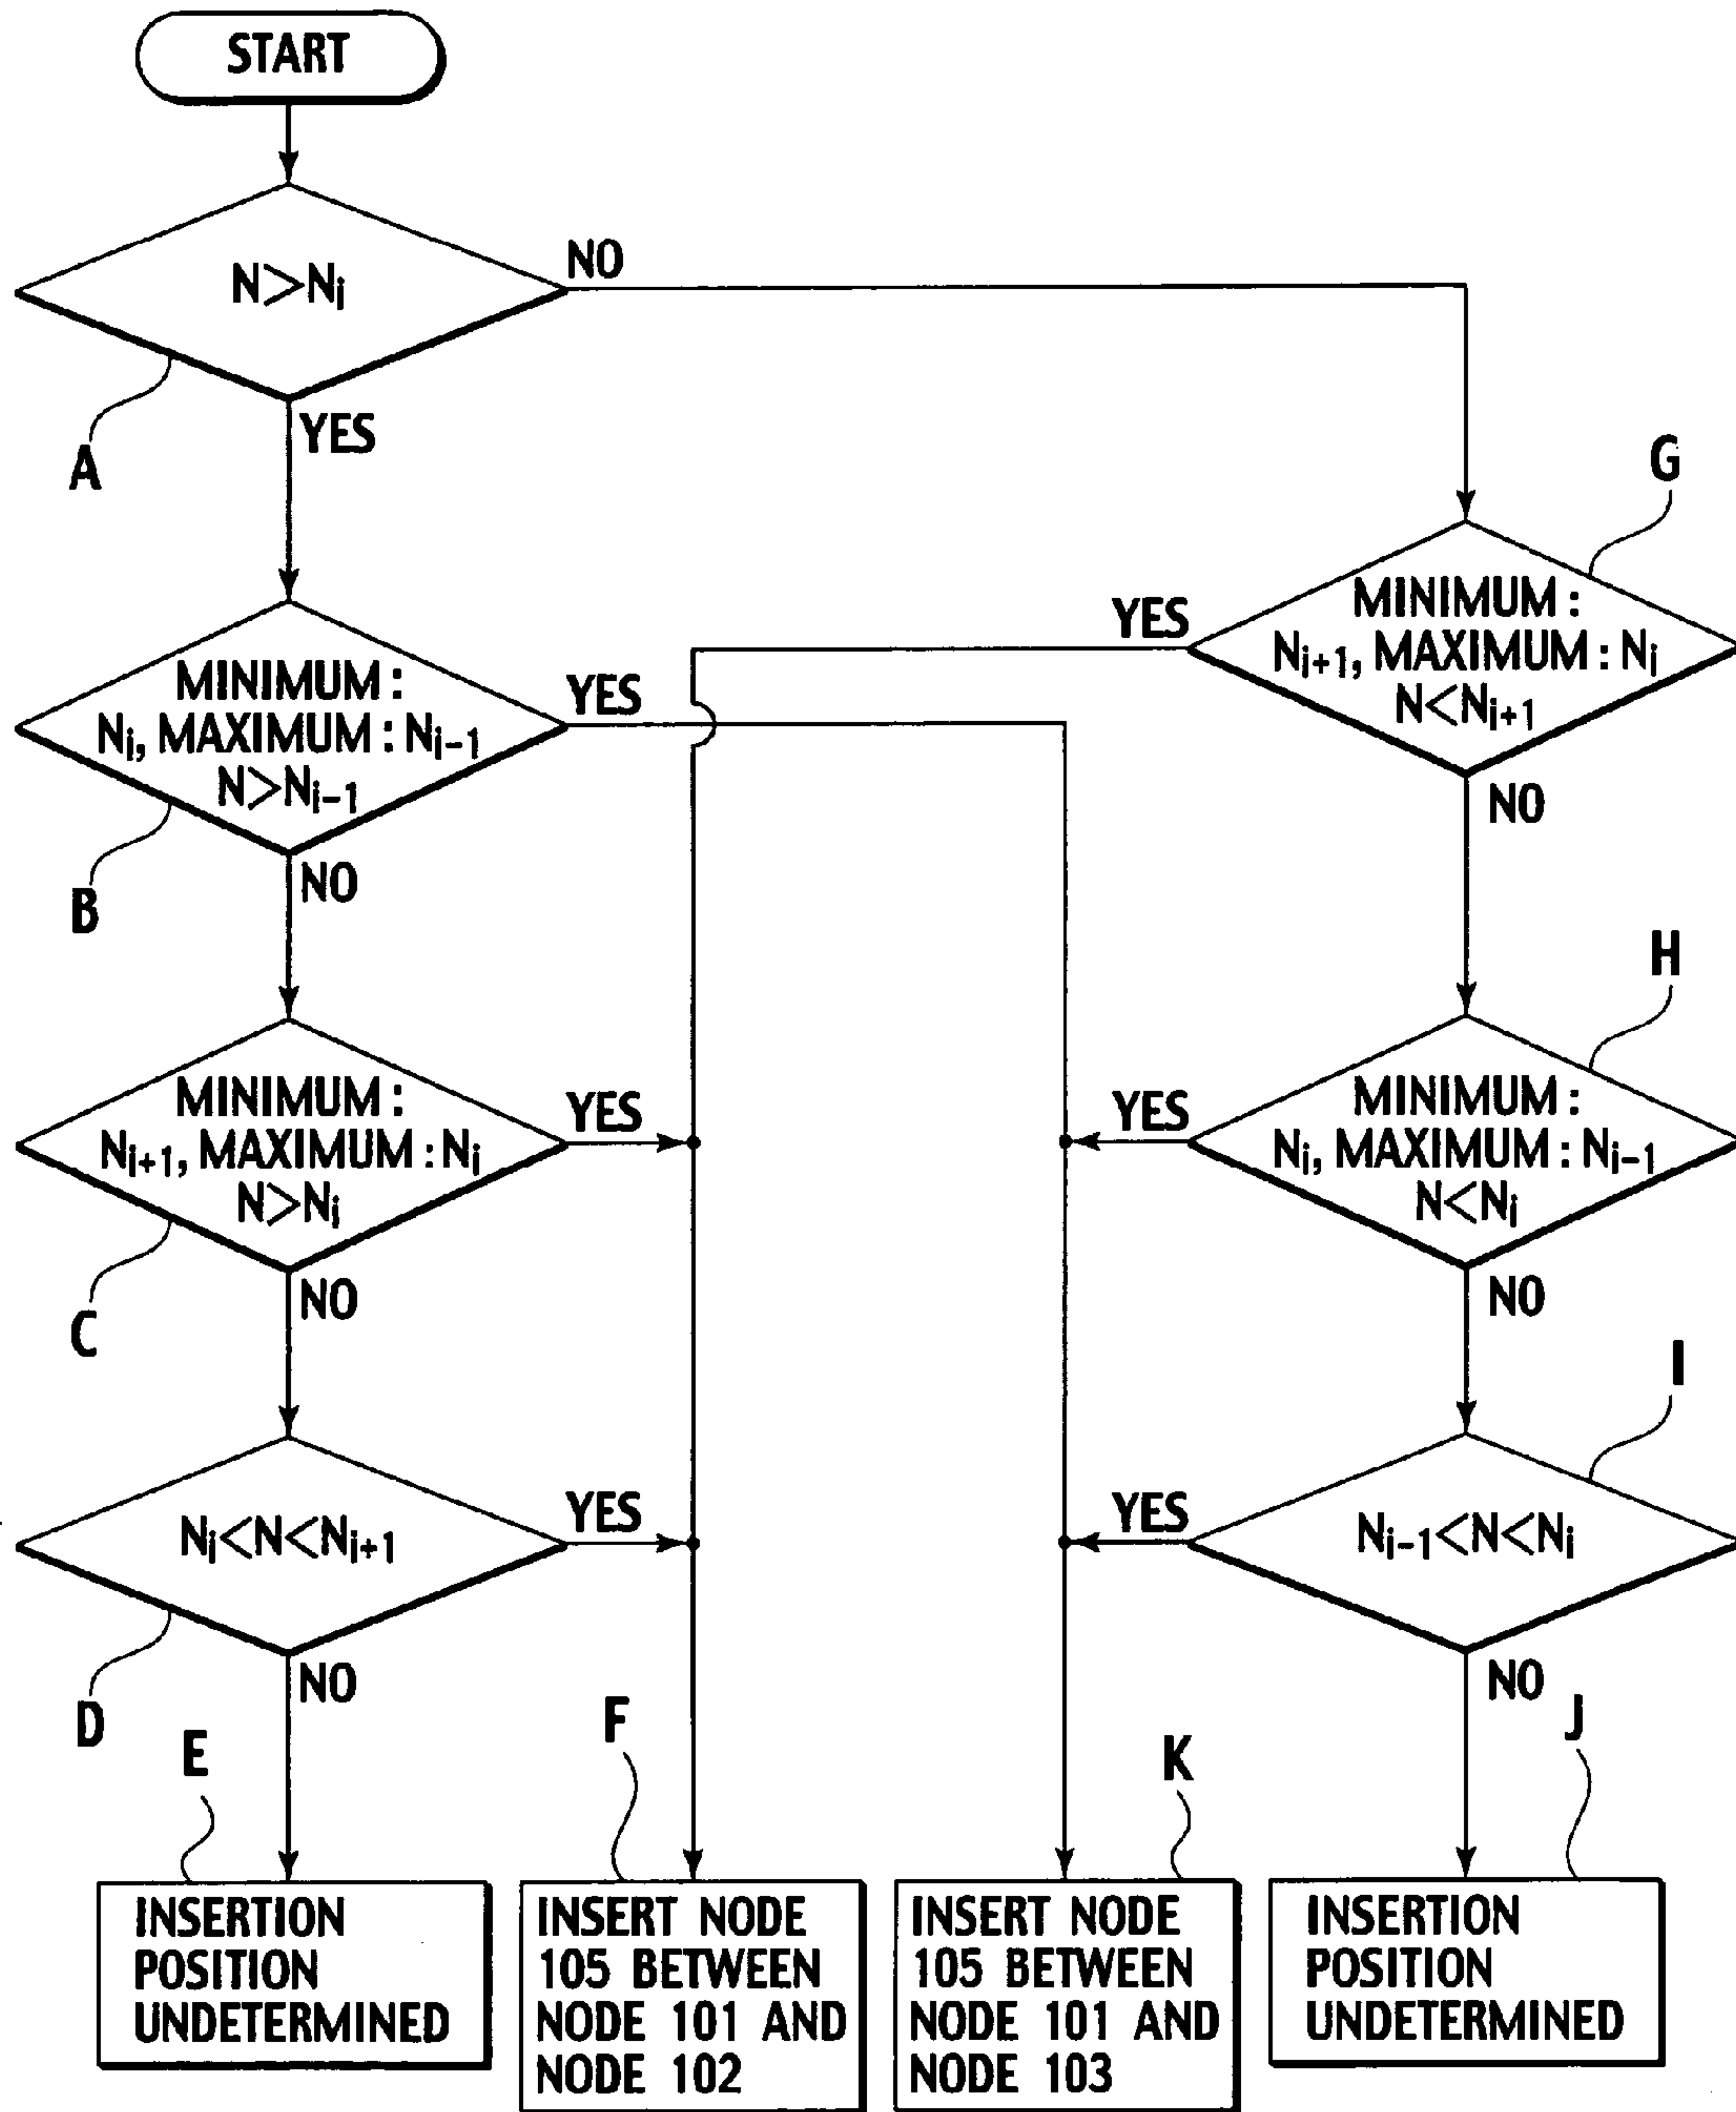 START
N>Ni
NO
YES
A
G
MINIMUM :
Ni+1, MAXIMUM : Ni
N<Ni+1
YES
NO
MINIMUM :
Ni, MAXIMUM : Ni-1
N>Ni-1
YES
NO
B
H
MINIMUM :
Ni+1, MAXIMUM : Ni
N>Ni
YES
NO
C
MINIMUM :
Ni, MAXIMUM : Ni-1
N<Ni
YES
NO
I
Ni<N<Ni+1
YES
NO
D
Ni-1<N<Ni
YES
NO
E
INSERTION
POSITION
UNDETERMINED
F
INSERT NODE
105 BETWEEN
NODE 101 AND
NODE 102
K
INSERT NODE
105 BETWEEN
NODE 101 AND
NODE 103
J
INSERTION
POSITION
UNDETERMINED